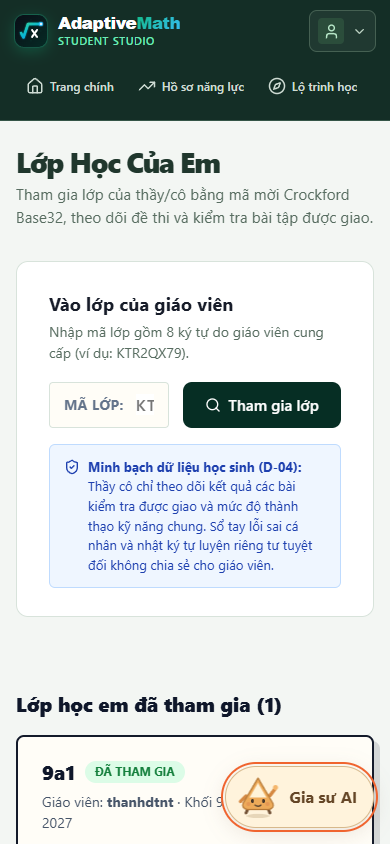 AdaptiveMath
STUDENT STUDIO
Trang chính
Hồ sơ năng lực
Lộ trình học
Lớp Học Của Em
Tham gia lớp của thầy/cô bằng mã mời Crockford
Base32, theo dõi đề thi và kiểm tra bài tập được giao.
Vào lớp của giáo viên
Nhập mã lớp gồm 8 ký tự do giáo viên cung
cấp (ví dụ: KTR2QX79).
MÃ LỚP: KT
Tham gia lớp
Minh bạch dữ liệu học sinh (D-04):
Thầy cô chỉ theo dõi kết quả các bài
kiểm tra được giao và mức độ thành
thạo kỹ năng chung. Sổ tay lỗi sai cá
nhân và nhật ký tự luyện riêng tư tuyệt
đối không chia sẻ cho giáo viên.
Lớp học em đã tham gia (1)
9a1 ĐÃ THAM GIA
Giáo viên: thanhdtnt · Khối 9
2027
Gia sư AI